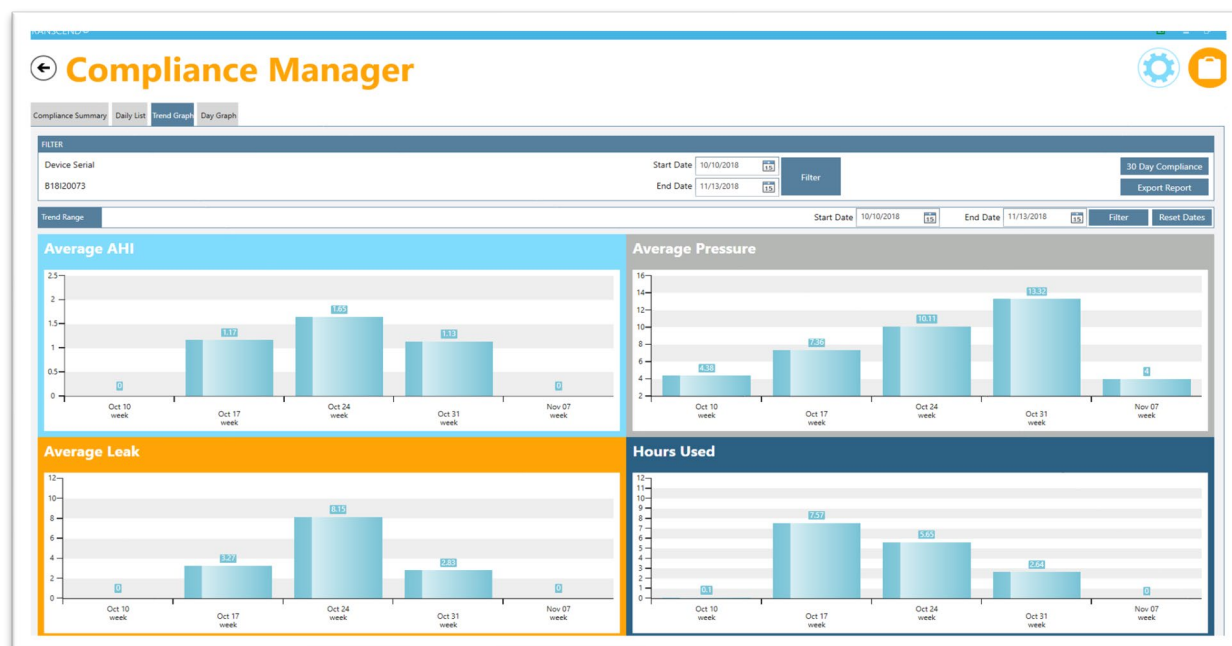 Compliance Manager
Compliance Summary Daily List Trend Graph Day Graph
FILTER
Device Serial
B18I20073
Start Date 10/10/2018 15
End Date 11/13/2018 15
Filter
30 Day Compliance
Export Report
Trend Range
Start Date 10/10/2018 15 End Date 11/13/2018 15 Filter Reset Dates
Average AHI
2.5
2
1.5
1
0.5
0
0
1.17
1.65
1.13
0
Oct 10 week
Oct 17 week
Oct 24 week
Oct 31 week
Nov 07 week
Average Pressure
16
14
12
10
8
6
4
2
4.38
7.36
10.11
13.32
4
Oct 10 week
Oct 17 week
Oct 24 week
Oct 31 week
Nov 07 week
Average Leak
12
10
8
6
4
2
0
0
3.27
8.15
2.83
0
Oct 10 week
Oct 17 week
Oct 24 week
Oct 31 week
Nov 07 week
Hours Used
12
11
10
9
8
7
6
5
4
3
2
1
0
0.1
7.57
5.65
2.64
0
Oct 10 week
Oct 17 week
Oct 24 week
Oct 31 week
Nov 07 week